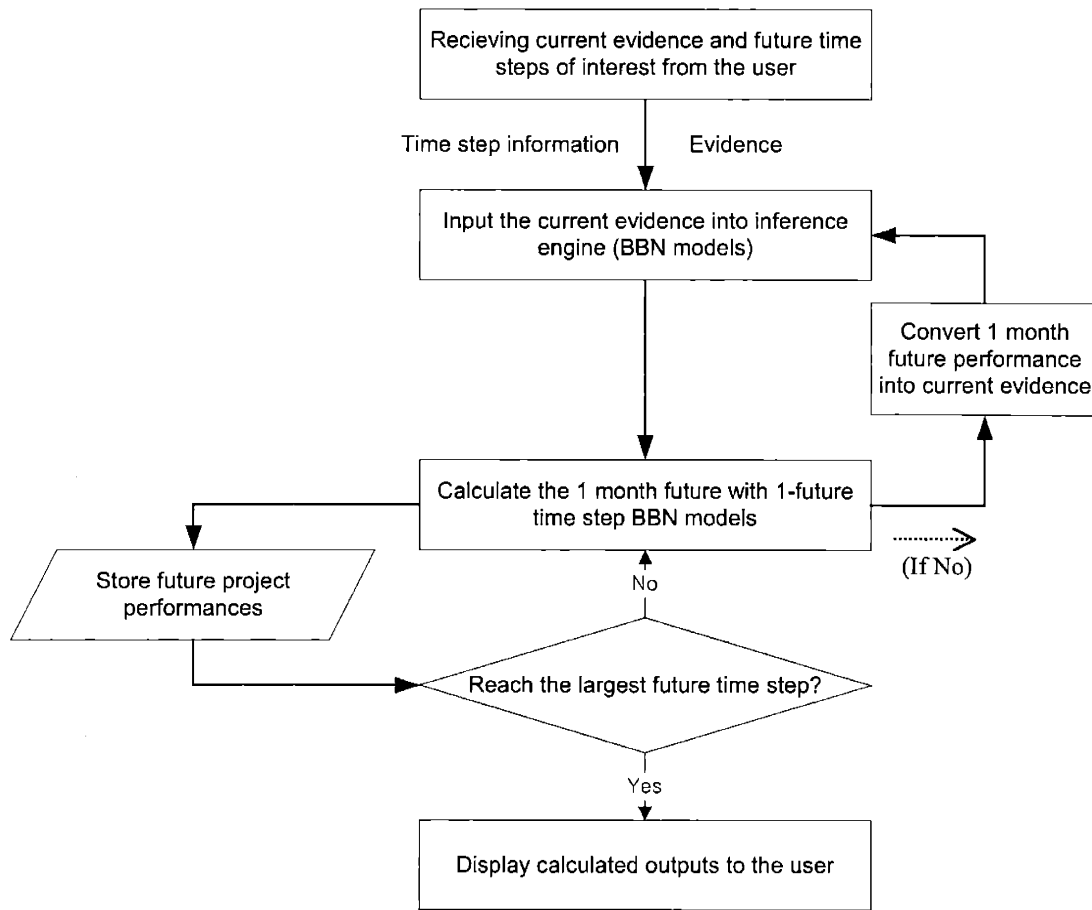 Recieving current evidence and future time
steps of interest from the user
Time step information
Evidence
Input the current evidence into inference
engine (BBN models)
Convert 1 month
future performance
into current evidence
Calculate the 1 month future with 1-future
time step BBN models
(If No)
Store future project
performances
No
Reach the largest future time step?
Yes
Display calculated outputs to the user